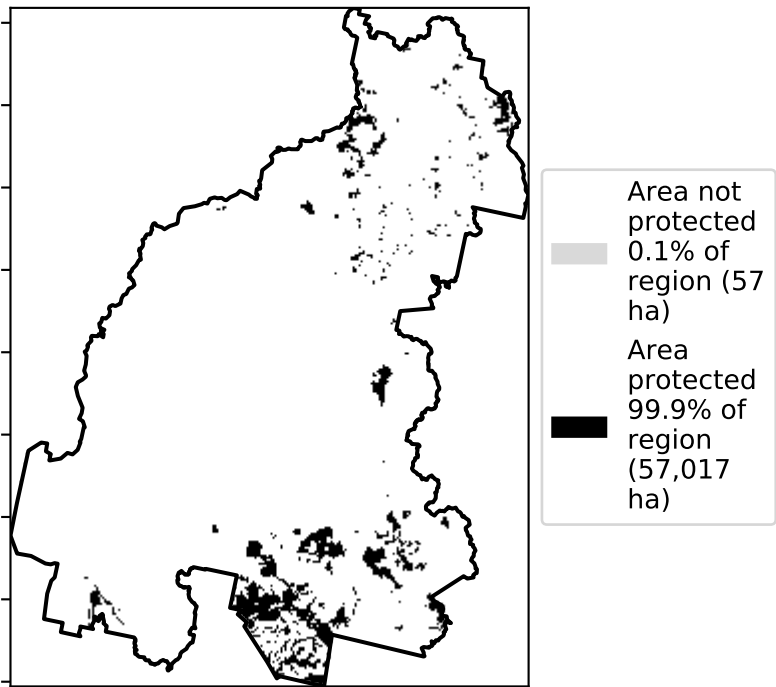 Area not
protected
0.1% of
region (57
ha)
Area
protected
99.9% of
region
(57,017
ha)